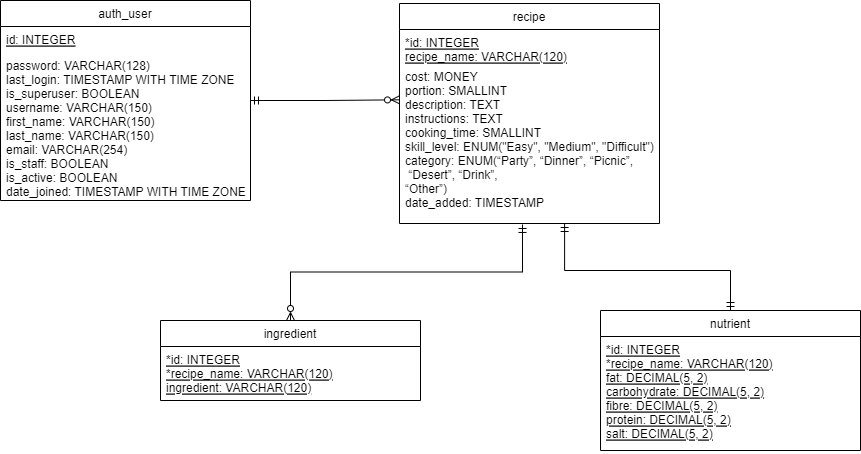 auth_user
id: INTEGER
password: VARCHAR(128)
last_login: TIMESTAMP WITH TIME ZONE
is_superuser: BOOLEAN
username: VARCHAR(150)
first_name: VARCHAR(150)
last_name: VARCHAR(150)
email: VARCHAR(254)
is_staff: BOOLEAN
is_active: BOOLEAN
date_joined: TIMESTAMP WITH TIME ZONE
recipe
*id: INTEGER
recipe_name: VARCHAR(120)
cost: MONEY
portion: SMALLINT
description: TEXT
instructions: TEXT
cooking_time: SMALLINT
skill_level: ENUM("Easy", "Medium", "Difficult")
category: ENUM(“Party”, “Dinner”, “Picnic”,
“Desert”, “Drink”,
“Other”)
date_added: TIMESTAMP
ingredient
*id: INTEGER
*recipe_name: VARCHAR(120)
ingredient: VARCHAR(120)
nutrient
*id: INTEGER
*recipe_name: VARCHAR(120)
fat: DECIMAL(5, 2)
carbohydrate: DECIMAL(5, 2)
fibre: DECIMAL(5, 2)
protein: DECIMAL(5, 2)
salt: DECIMAL(5, 2)